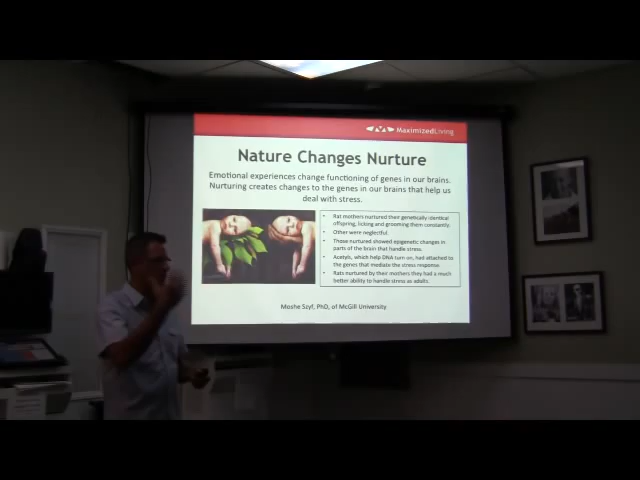 MaximizedLiving
Nature Changes Nurture
Emotional experiences change functioning of genes in our brains.
Nurturing creates changes to the genes in our brains that help us
deal with stress.
• Rat mothers nurtured their genetically identical
offspring, licking and grooming them constantly.
• Other were neglectful.
• Those nurtured showed epigenetic changes in
parts of the brain that handle stress.
• Acetyls, which help DNA turn on, had attached to
the genes that mediate the stress response.
• Rats nurtured by their mothers they had a much
better ability to handle stress as adults.
Moshe Szyf, PhD, of McGill University